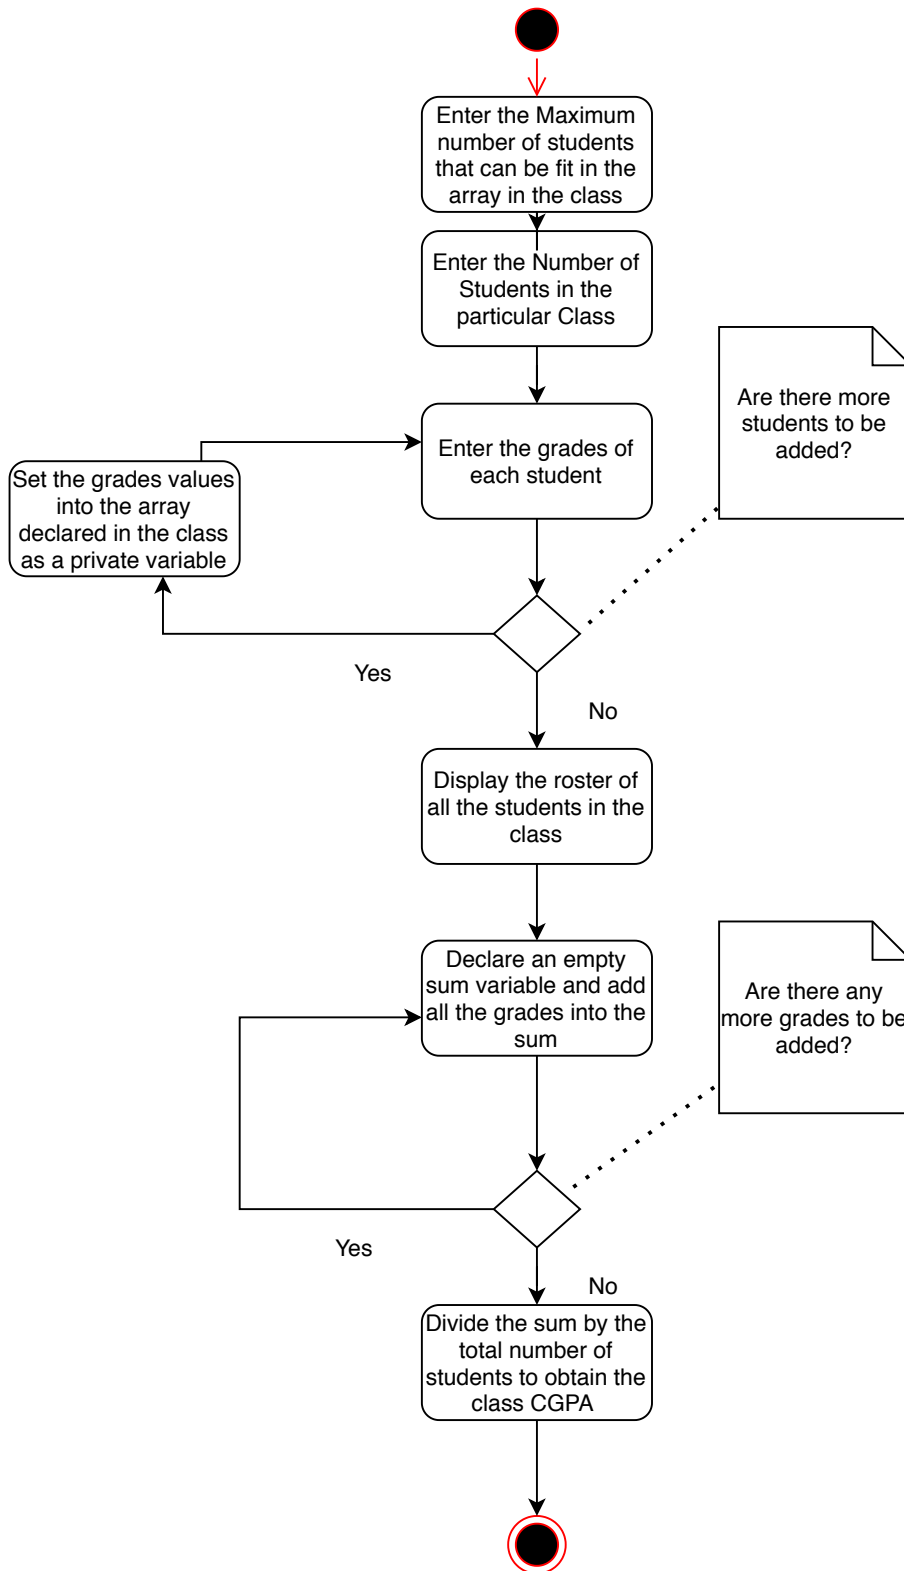 Enter the Maximum
number of students
that can be fit in the
array in the class
Enter the Number of
Students in the
particular Class
Are there more
students to be
added?
Enter the grades of
each student
Set the grades values
into the array
declared in the class
as a private variable
Yes
No
Display the roster of
all the students in the
class
Declare an empty
sum variable and add
all the grades into the
sum
Are there any
more grades to be
added?
Yes
No
Divide the sum by the
total number of
students to obtain the
class CGPA